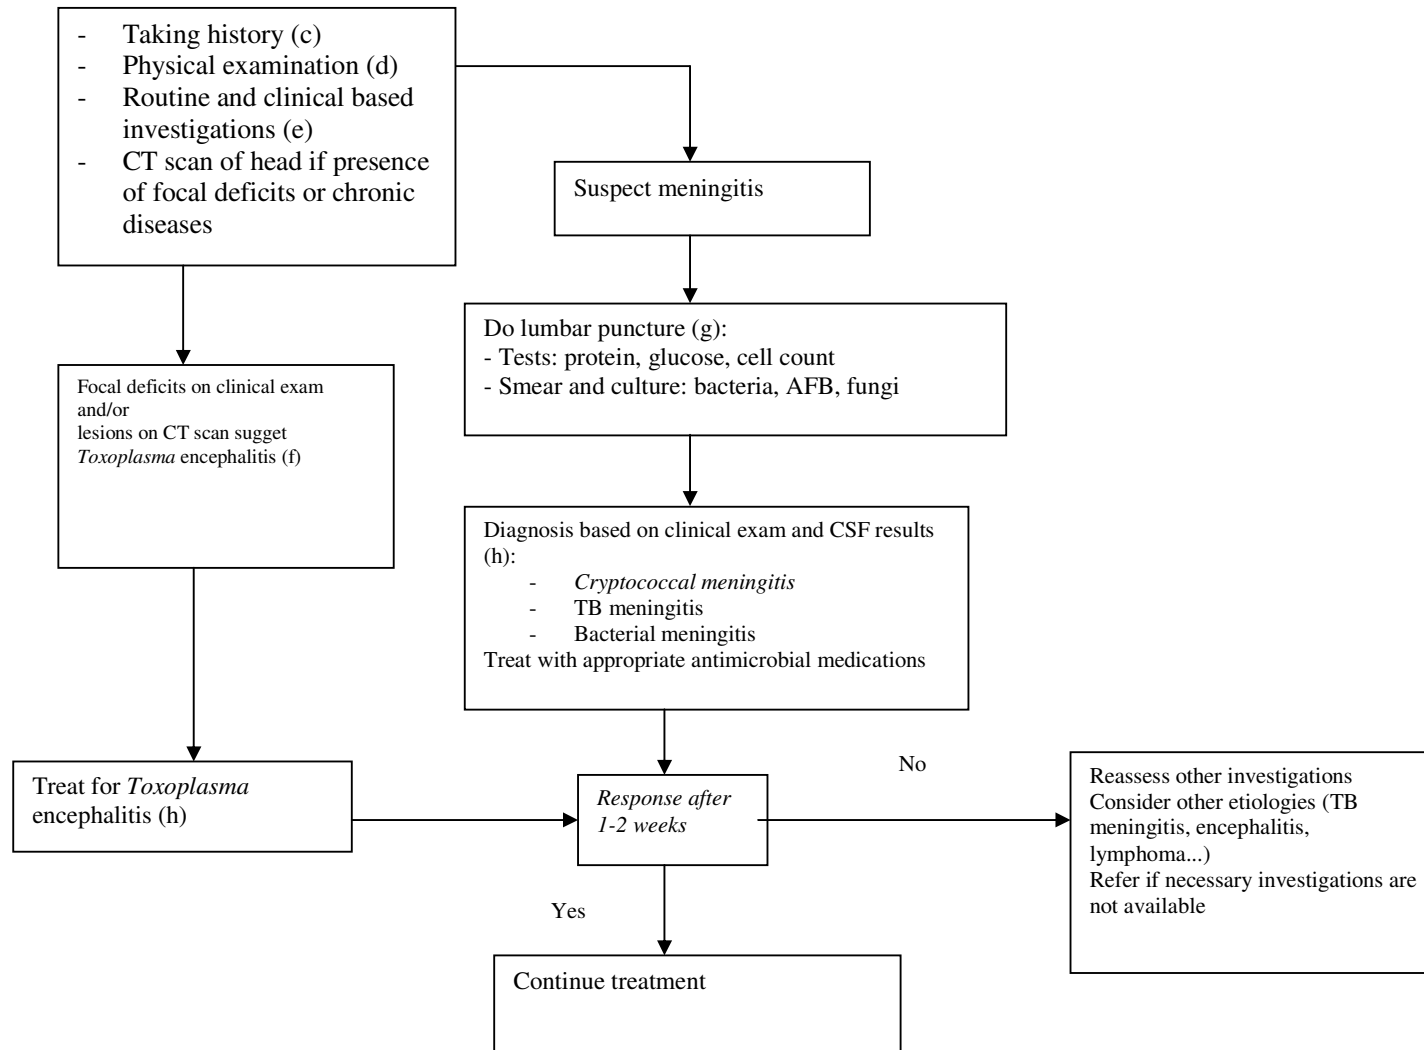 - Taking history (c)
- Physical examination (d)
- Routine and clinical based
investigations (e)
- CT scan of head if presence
of focal deficits or chronic
diseases
Suspect meningitis
Do lumbar puncture (g):
- Tests: protein, glucose, cell count
- Smear and culture: bacteria, AFB, fungi
Focal deficits on clinical exam
and/or
lesions on CT scan sugget
Toxoplasma encephalitis (f)
Diagnosis based on clinical exam and CSF results
(h):
- Cryptococcal meningitis
- TB meningitis
- Bacterial meningitis
Treat with appropriate antimicrobial medications
Treat for Toxoplasma
encephalitis (h)
Response after
1-2 weeks
No
Reassess other investigations
Consider other etiologies (TB
meningitis, encephalitis,
lymphoma...)
Refer if necessary investigations are
not available
Yes
Continue treatment